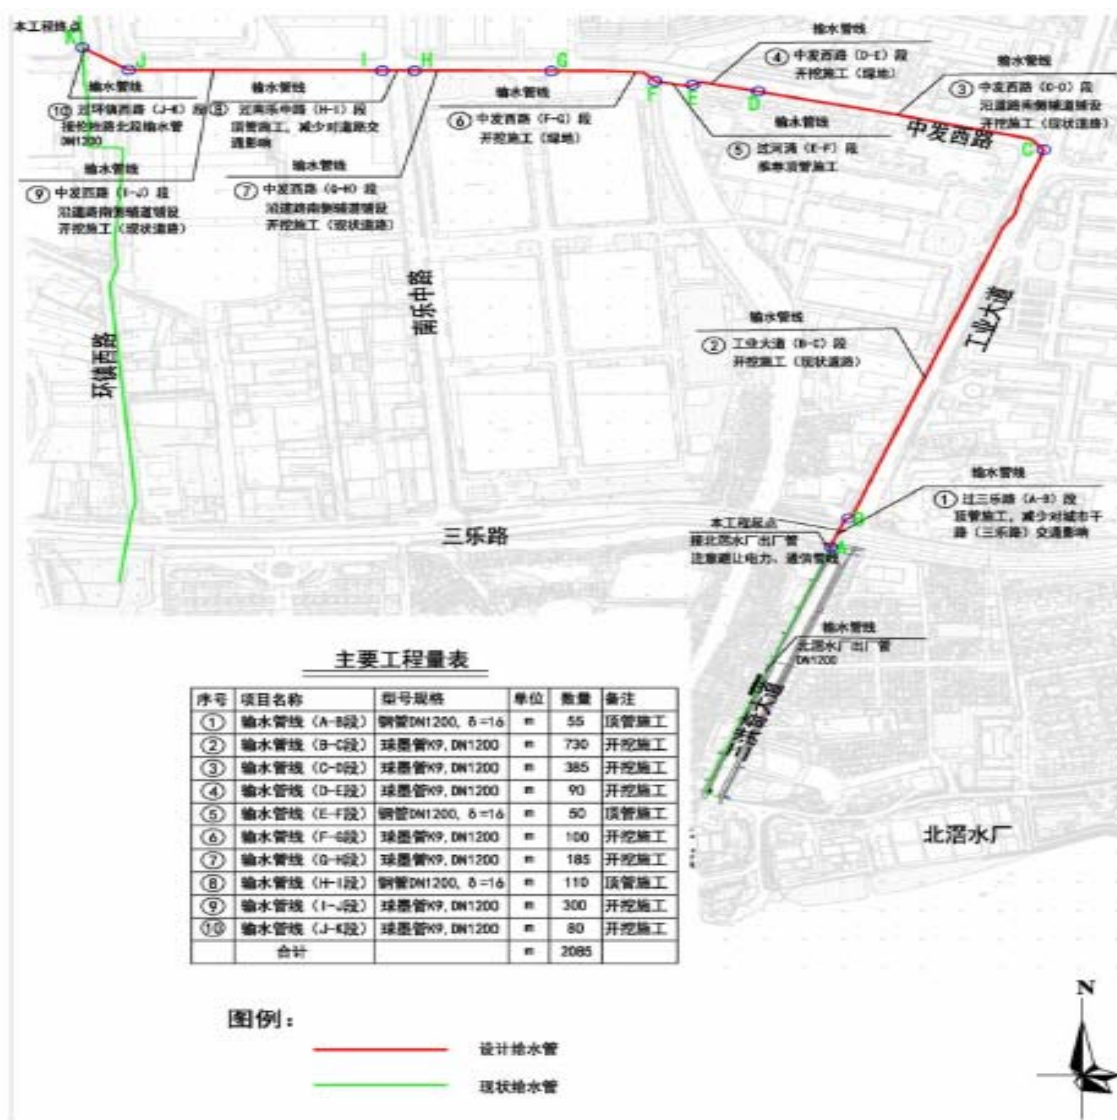 本工程终点
K
J
I
H
G
F
E
D
C
B
A
输水管线
⑩ 过环镇西路(J-K)段
接伦桂路北段输水管
DN1200
输水管线
⑧ 过南乐中路(H-I)段
顶管施工,减少对道路交
通影响
输水管线
⑥ 中发西路(F-G)段
开挖施工(绿地)
输水管线
④ 中发西路(D-E)段
开挖施工(绿地)
输水管线
③ 中发西路(C-D)段
沿道路南侧辅道铺设
开挖施工(现状道路)
中发西路
输水管线
⑤ 过河涌(E-F)段
顶管施工
输水管线
⑨ 中发西路(I-J)段
沿道路南侧辅道铺设
开挖施工(现状道路)
输水管线
⑦ 中发西路(G-H)段
沿道路南侧辅道铺设
开挖施工(现状道路)
环镇西路
南乐中路
工业大道
输水管线
② 工业大道(B-C)段
开挖施工(现状道路)
输水管线
① 过三乐路(A-B)段
顶管施工,减少对城市干
路(三乐路)交通影响
三乐路
本工程起点
接北滘水厂出厂管
注意避让电力、通信管线
输水管线
北滘水厂出厂管
DN1200
北滘水厂
主要工程量表
序号 项目名称 型号规格 单位 数量 备注
① 输水管线(A-B段) 钢管DN1200, δ=16 m 55 顶管施工
② 输水管线(B-C段) 球墨管K9, DN1200 m 730 开挖施工
③ 输水管线(C-D段) 球墨管K9, DN1200 m 385 开挖施工
④ 输水管线(D-E段) 球墨管K9, DN1200 m 90 开挖施工
⑤ 输水管线(E-F段) 钢管DN1200, δ=16 m 50 顶管施工
⑥ 输水管线(F-G段) 球墨管K9, DN1200 m 100 开挖施工
⑦ 输水管线(G-H段) 球墨管K9, DN1200 m 185 开挖施工
⑧ 输水管线(H-I段) 钢管DN1200, δ=16 m 110 顶管施工
⑨ 输水管线(I-J段) 球墨管K9, DN1200 m 300 开挖施工
⑩ 输水管线(J-K段) 球墨管K9, DN1200 m 80 开挖施工
合计 m 2085
N
图例:
设计给水管
现状给水管